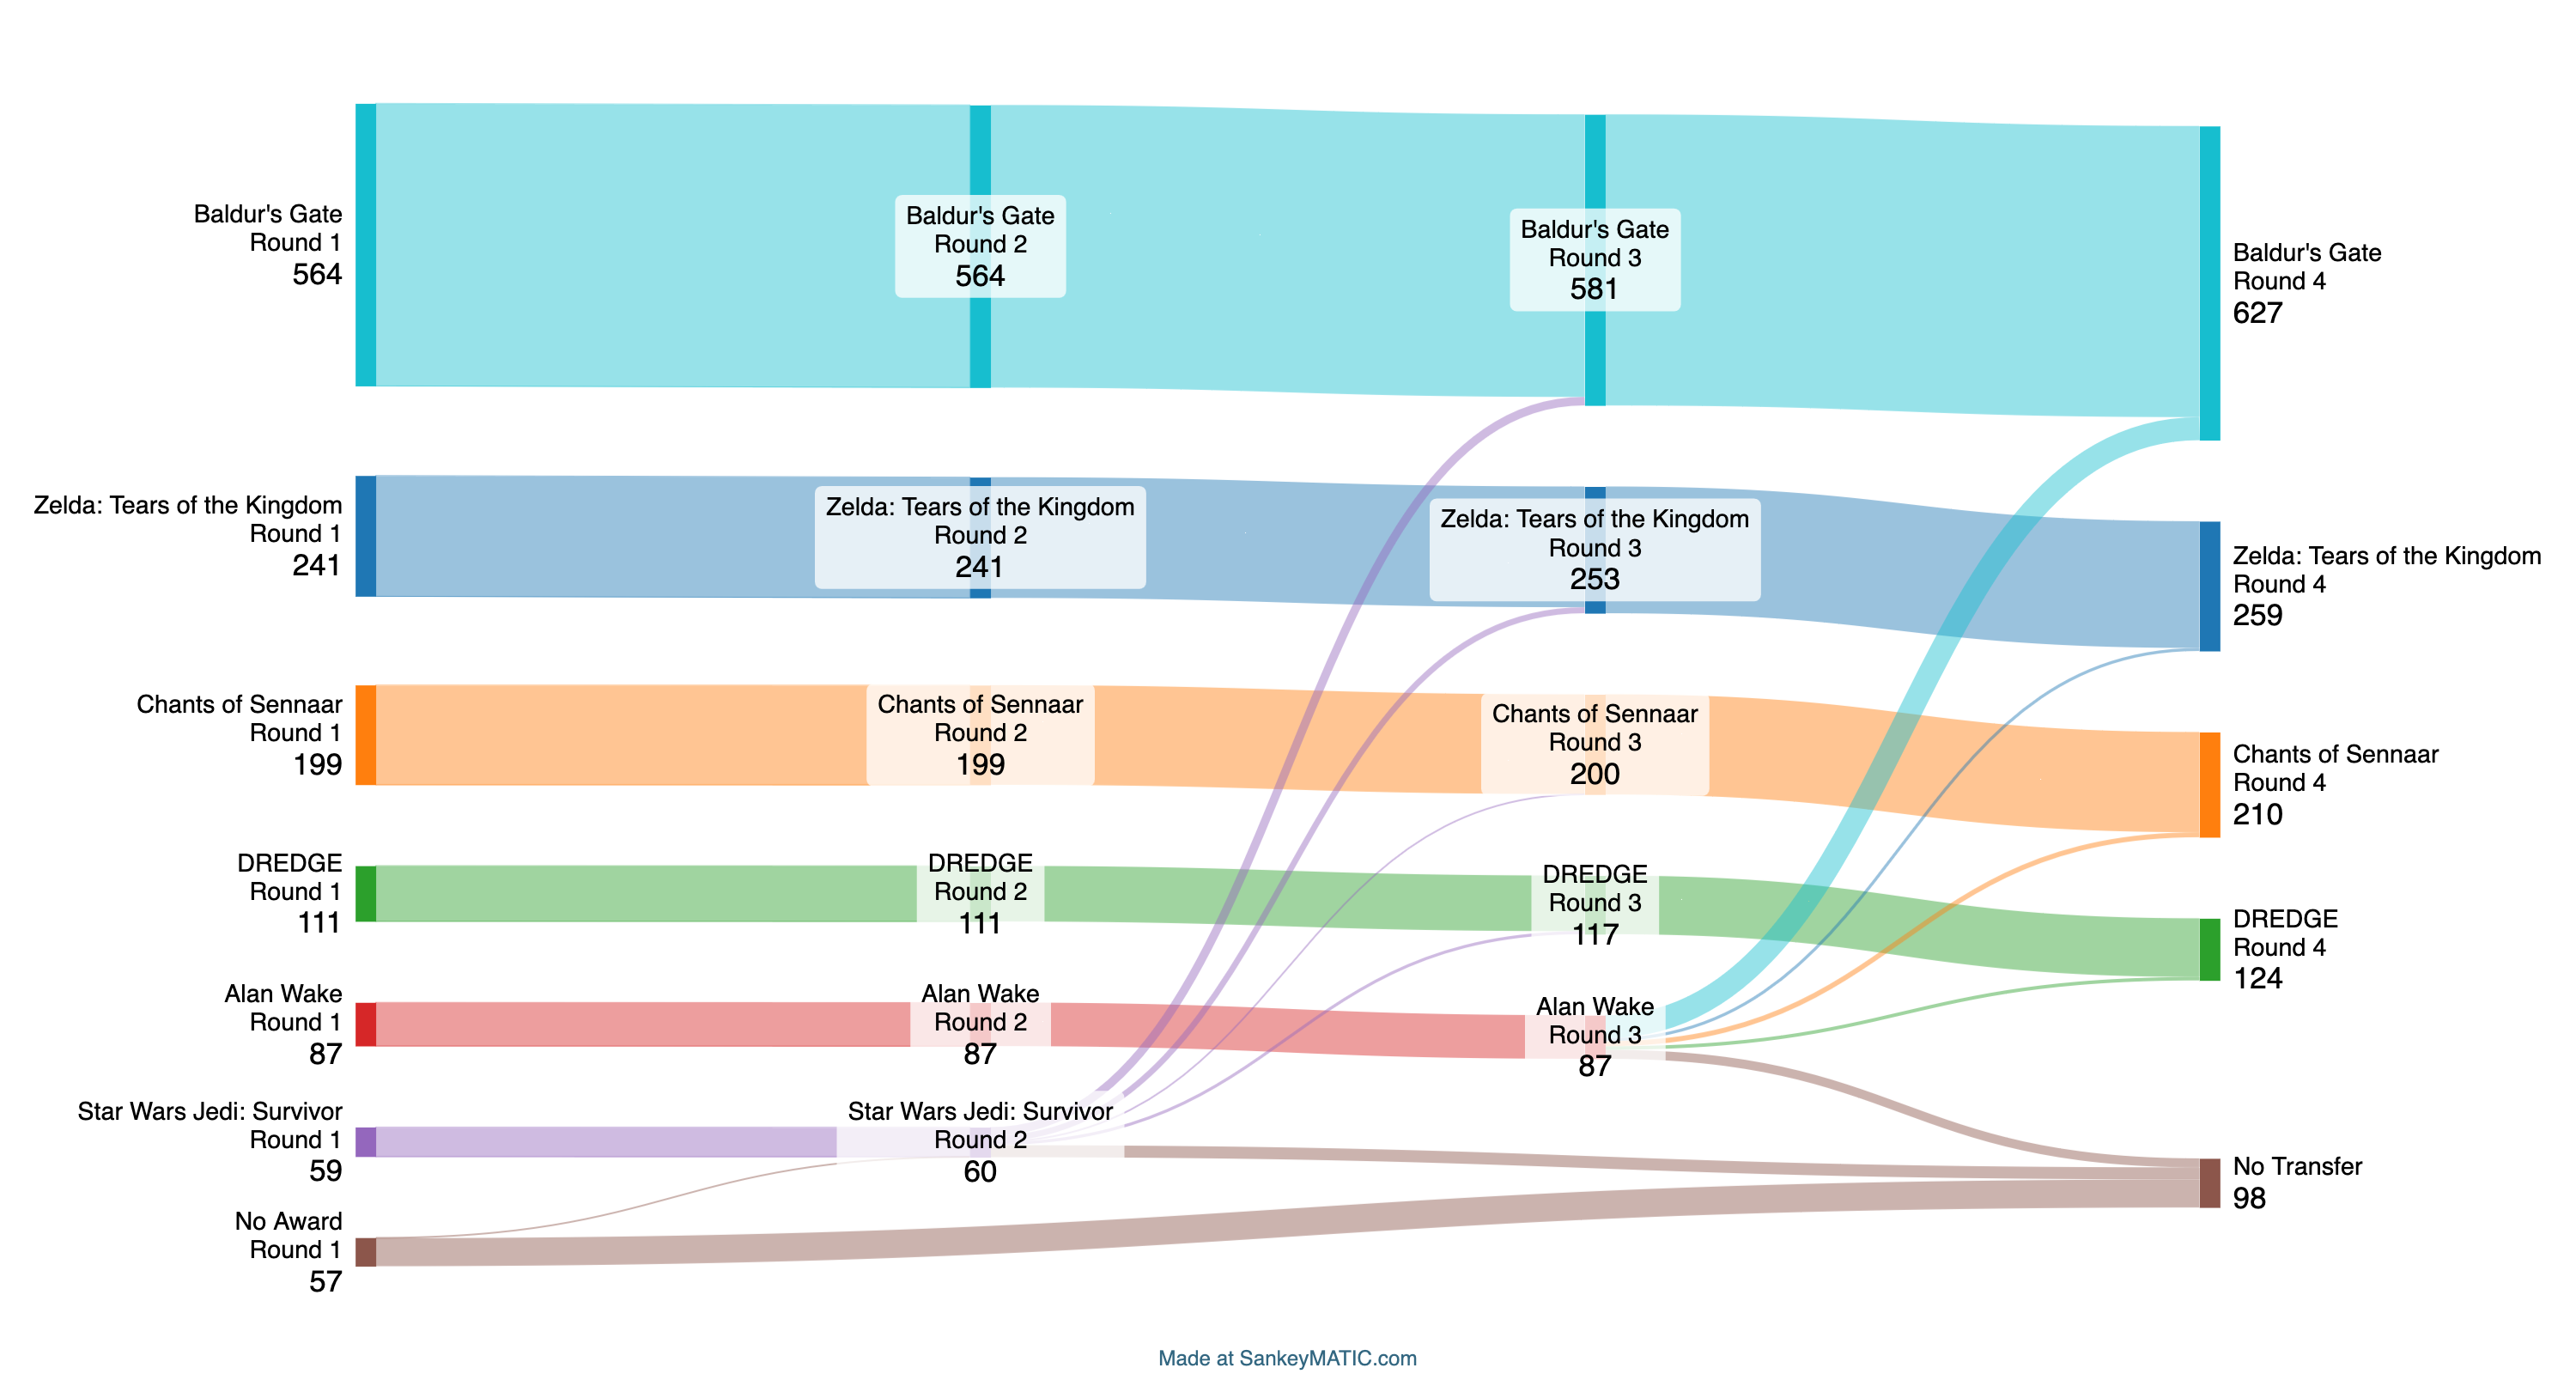 Baldur's Gate
Round 1
564
Baldur's Gate
Round 2
564
Baldur's Gate
Round 3
581
Baldur's Gate
Round 4
627
Zelda: Tears of the Kingdom
Round 1
241
Zelda: Tears of the Kingdom
Round 2
241
Zelda: Tears of the Kingdom
Round 3
253
Zelda: Tears of the Kingdom
Round 4
259
Chants of Sennaar
Round 1
199
Chants of Sennaar
Round 2
199
Chants of Sennaar
Round 3
200
Chants of Sennaar
Round 4
210
DREDGE
Round 1
111
DREDGE
Round 2
111
DREDGE
Round 3
117
DREDGE
Round 4
124
Alan Wake
Round 1
87
Alan Wake
Round 2
87
Alan Wake
Round 3
87
Star Wars Jedi: Survivor
Round 1
59
Star Wars Jedi: Survivor
Round 2
60
No Transfer
98
No Award
Round 1
57
Made at SankeyMATIC.com